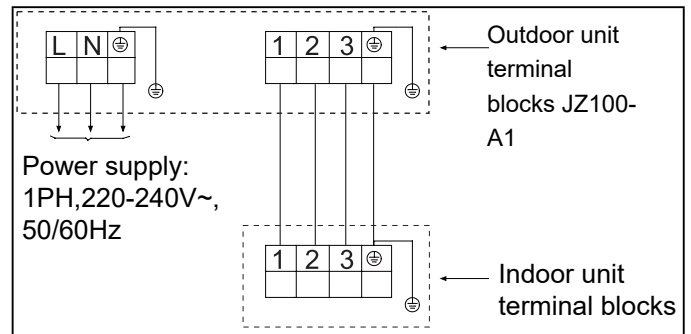 L N ⏚
1 2 3 ⏚
Outdoor unit
terminal
blocks JZ100-
A1
Power supply:
1PH,220-240V~,
50/60Hz
1 2 3 ⏚
Indoor unit
terminal blocks